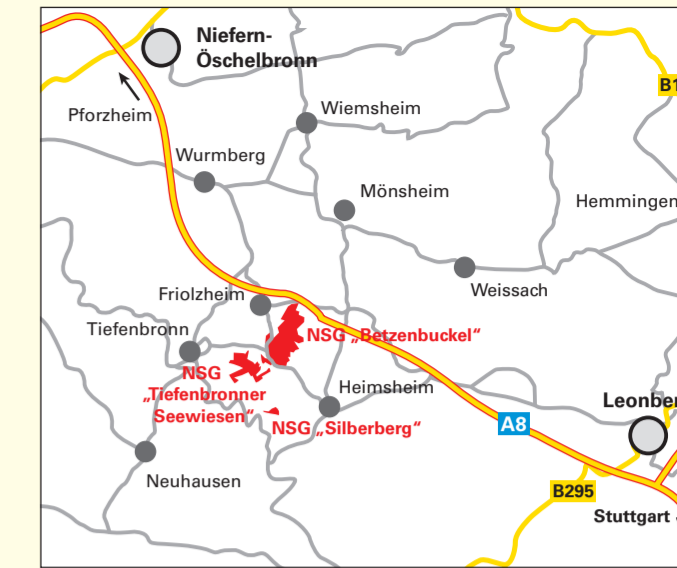 Niefern-
Öschelbronn
B1
Pforzheim
Wiemsheim
Wurmberg
Mönsheim
Hemmingen
Weissach
Friolzheim
Tiefenbronn
NSG „Betzenbuckel“
NSG
„Tiefenbronner
Seewiesen“
Heimsheim
NSG „Silberberg“
Leonber
A8
Neuhausen
B295
Stuttgart